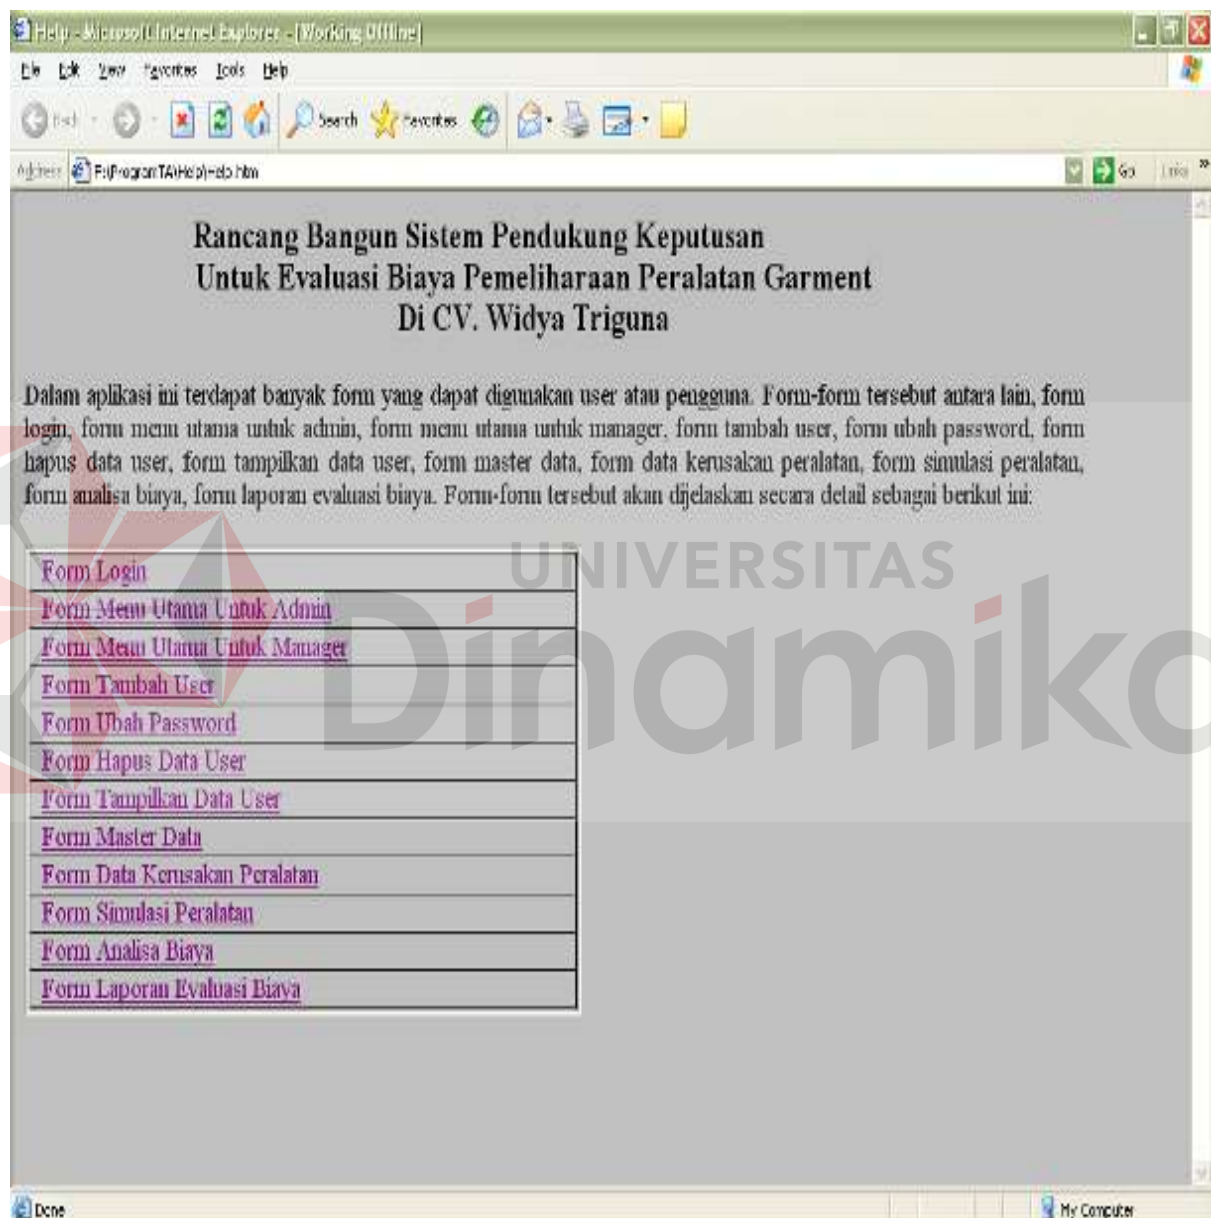 Help - Microsoft Internet Explorer - [Working Offline]
File Edit View Favorites Tools Help
Back Search Favorites
Address F:\ProgramTA\Help\Help.htm Go Links »
Rancang Bangun Sistem Pendukung Keputusan
Untuk Evaluasi Biaya Pemeliharaan Peralatan Garment
Di CV. Widya Triguna
Dalam aplikasi ini terdapat banyak form yang dapat digunakan user atau pengguna. Form-form tersebut antara lain, form
login, form menu utama untuk admin, form menu utama untuk manager, form tambah user, form ubah password, form
hapus data user, form tampilkan data user, form master data, form data kerusakan peralatan, form simulasi peralatan,
form analisa biaya, form laporan evaluasi biaya. Form-form tersebut akan dijelaskan secara detail sebagai berikut ini:
UNIVERSITAS
Dinamika
Form Login
Form Menu Utama Untuk Admin
Form Menu Utama Untuk Manager
Form Tambah User
Form Ubah Password
Form Hapus Data User
Form Tampilkan Data User
Form Master Data
Form Data Kerusakan Peralatan
Form Simulasi Peralatan
Form Analisa Biaya
Form Laporan Evaluasi Biaya
Done My Computer